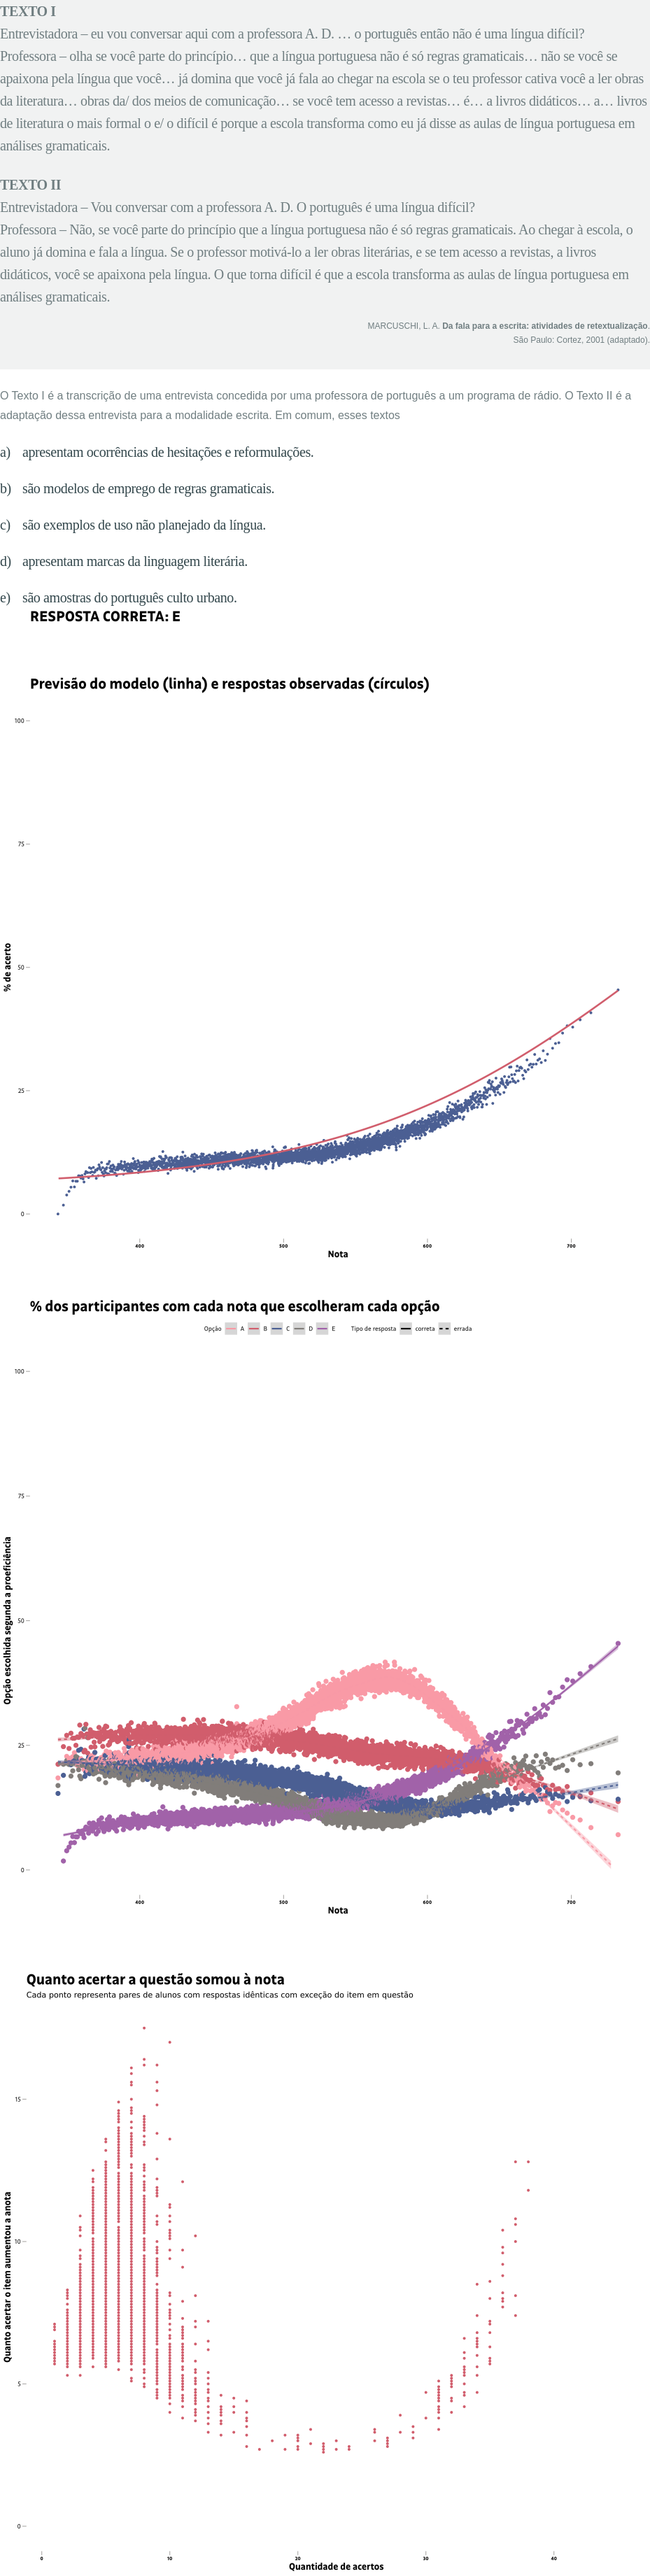 TEXTO I
Entrevistadora – eu vou conversar aqui com a professora A. D. … o português então não é uma língua difícil?
Professora – olha se você parte do princípio… que a língua portuguesa não é só regras gramaticais… não se você se
apaixona pela língua que você… já domina que você já fala ao chegar na escola se o teu professor cativa você a ler obras
da literatura… obras da/ dos meios de comunicação… se você tem acesso a revistas… é… a livros didáticos… a… livros
de literatura o mais formal o e/ o difícil é porque a escola transforma como eu já disse as aulas de língua portuguesa em
análises gramaticais.
TEXTO II
Entrevistadora – Vou conversar com a professora A. D. O português é uma língua difícil?
Professora – Não, se você parte do princípio que a língua portuguesa não é só regras gramaticais. Ao chegar à escola, o
aluno já domina e fala a língua. Se o professor motivá-lo a ler obras literárias, e se tem acesso a revistas, a livros
didáticos, você se apaixona pela língua. O que torna difícil é que a escola transforma as aulas de língua portuguesa em
análises gramaticais.
MARCUSCHI, L. A. Da fala para a escrita: atividades de retextualização.
São Paulo: Cortez, 2001 (adaptado).
O Texto I é a transcrição de uma entrevista concedida por uma professora de português a um programa de rádio. O Texto II é a
adaptação dessa entrevista para a modalidade escrita. Em comum, esses textos
a) apresentam ocorrências de hesitações e reformulações.
b) são modelos de emprego de regras gramaticais.
c) são exemplos de uso não planejado da língua.
d) apresentam marcas da linguagem literária.
e) são amostras do português culto urbano.
RESPOSTA CORRETA: E
Previsão do modelo (linha) e respostas observadas (círculos)
100
75
% de acerto
50
25
0
400 500 600 700
Nota
% dos participantes com cada nota que escolheram cada opção
Opção A B C D E Tipo de resposta correta errada
100
75
Opção escolhida segunda a proeficiência
50
25
0
400 500 600 700
Nota
Quanto acertar a questão somou à nota
Cada ponto representa pares de alunos com respostas idênticas com exceção do item em questão
15
10
Quanto acertar o item aumentou a anota
5
0
0 10 20 30 40
Quantidade de acertos